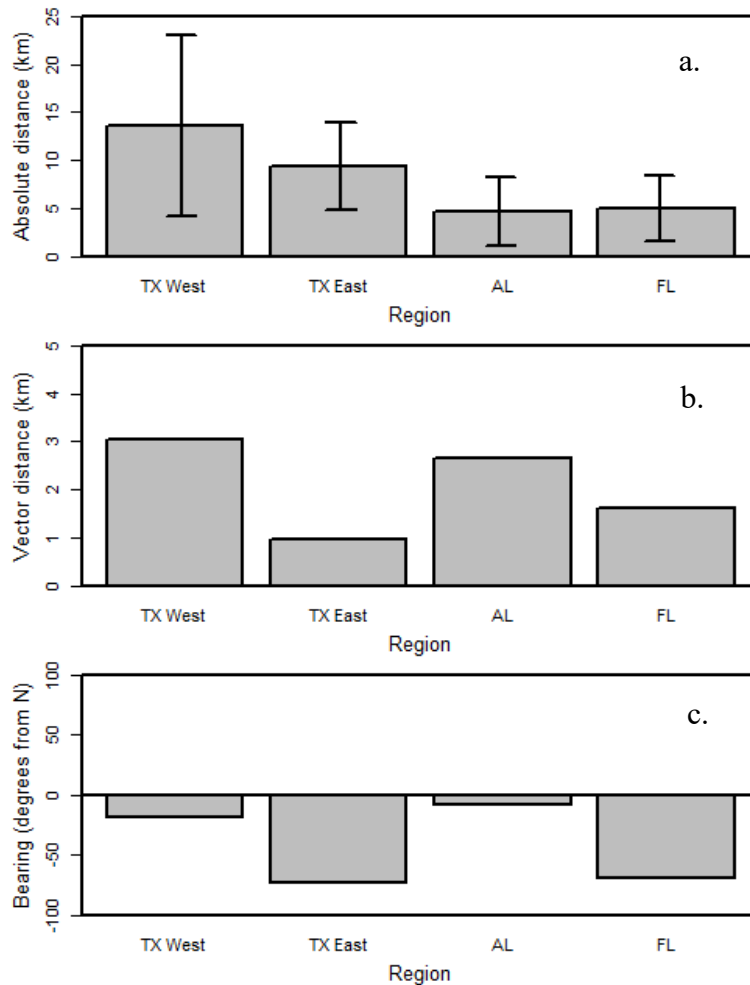 a.
Absolute distance (km)
0 5 10 15 20 25
TX West TX East AL FL
Region
b.
Vector distance (km)
0 1 2 3 4 5
TX West TX East AL FL
Region
c.
Bearing (degrees from N)
-100 -50 0 50 100
TX West TX East AL FL
Region